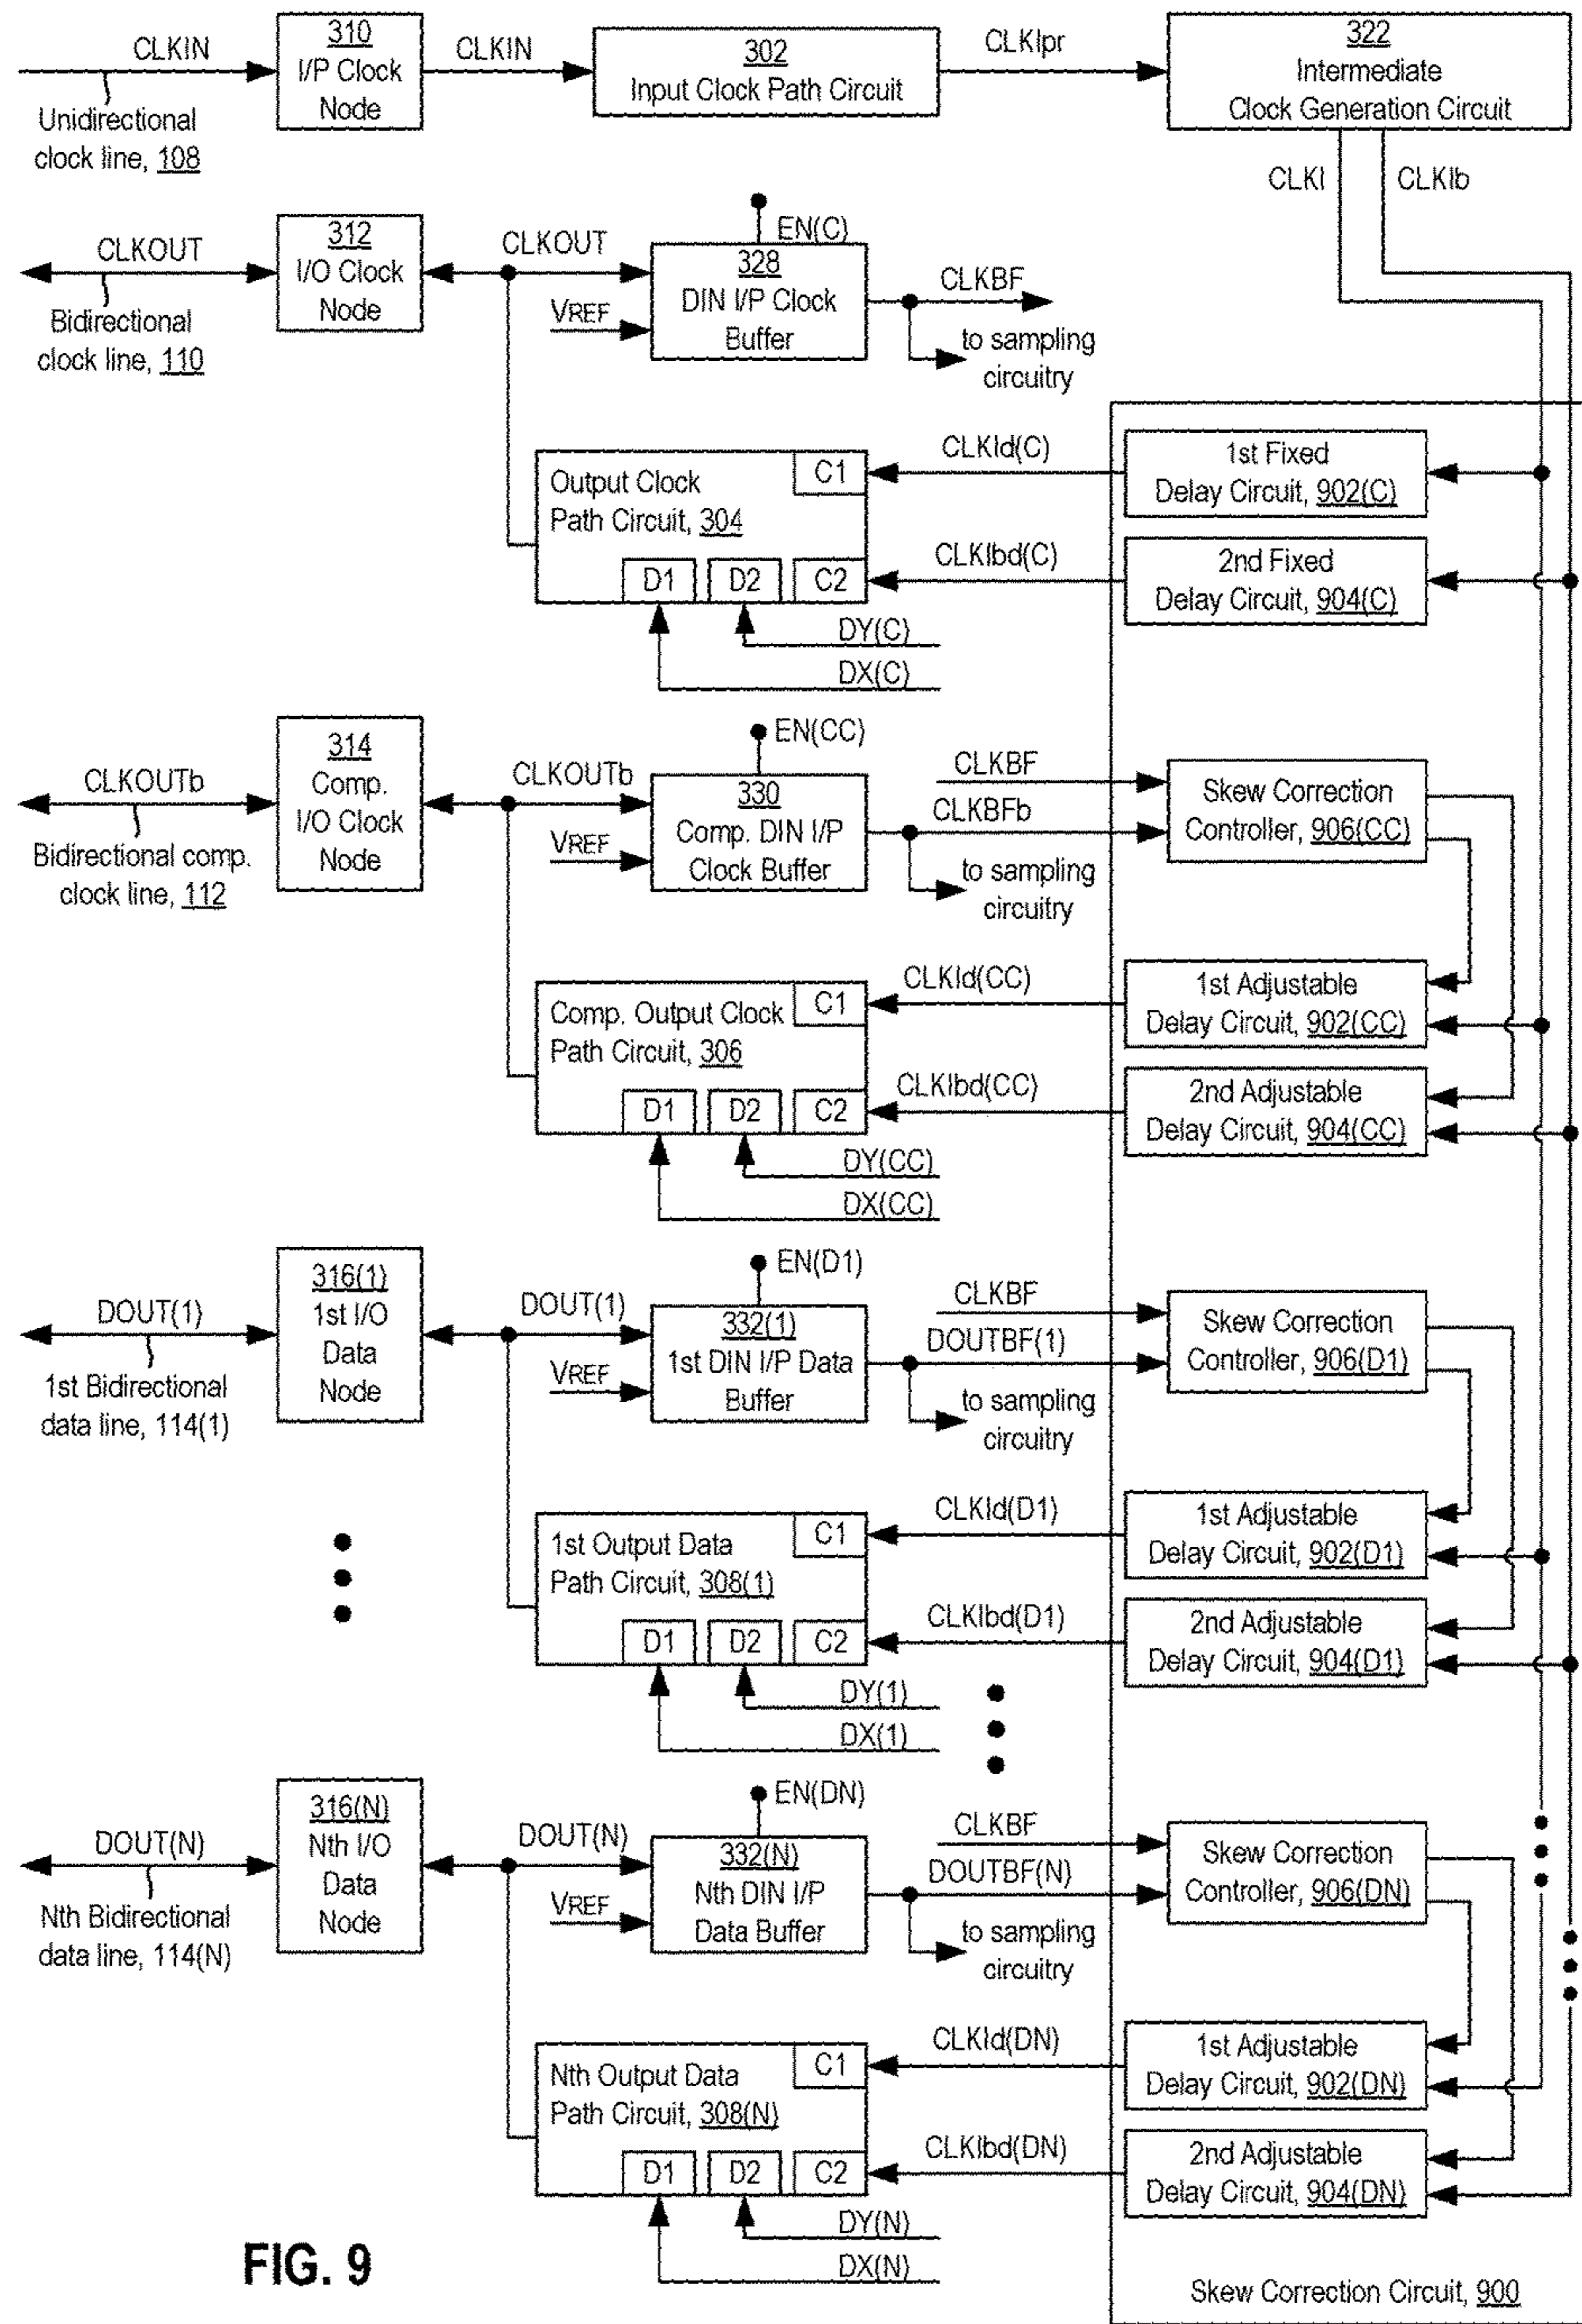 CLKIN
310
I/P Clock
Node
CLKIN
302
Input Clock Path Circuit
CLKIpr
322
Intermediate
Clock Generation Circuit
Unidirectional
clock line, 108
CLKI
CLKIb
CLKOUT
312
I/O Clock
Node
CLKOUT
EN(C)
328
DIN I/P Clock
Buffer
VREF
CLKBF
to sampling
circuitry
Bidirectional
clock line, 110
Output Clock
Path Circuit, 304
C1
D1
D2
C2
CLKId(C)
1st Fixed
Delay Circuit, 902(C)
CLKIbd(C)
2nd Fixed
Delay Circuit, 904(C)
DY(C)
DX(C)
CLKOUTb
314
Comp.
I/O Clock
Node
CLKOUTb
EN(CC)
330
Comp. DIN I/P
Clock Buffer
VREF
CLKBF
CLKBFb
to sampling
circuitry
Skew Correction
Controller, 906(CC)
Bidirectional comp.
clock line, 112
Comp. Output Clock
Path Circuit, 306
C1
D1
D2
C2
CLKId(CC)
1st Adjustable
Delay Circuit, 902(CC)
CLKIbd(CC)
2nd Adjustable
Delay Circuit, 904(CC)
DY(CC)
DX(CC)
DOUT(1)
316(1)
1st I/O
Data
Node
DOUT(1)
EN(D1)
332(1)
1st DIN I/P Data
Buffer
VREF
CLKBF
DOUTBF(1)
to sampling
circuitry
Skew Correction
Controller, 906(D1)
1st Bidirectional
data line, 114(1)
1st Output Data
Path Circuit, 308(1)
C1
D1
D2
C2
CLKId(D1)
1st Adjustable
Delay Circuit, 902(D1)
CLKIbd(D1)
2nd Adjustable
Delay Circuit, 904(D1)
DY(1)
DX(1)
DOUT(N)
316(N)
Nth I/O
Data
Node
DOUT(N)
EN(DN)
332(N)
Nth DIN I/P
Data Buffer
VREF
CLKBF
DOUTBF(N)
to sampling
circuitry
Skew Correction
Controller, 906(DN)
Nth Bidirectional
data line, 114(N)
Nth Output Data
Path Circuit, 308(N)
C1
D1
D2
C2
CLKId(DN)
1st Adjustable
Delay Circuit, 902(DN)
CLKIbd(DN)
2nd Adjustable
Delay Circuit, 904(DN)
DY(N)
DX(N)
FIG. 9
Skew Correction Circuit, 900